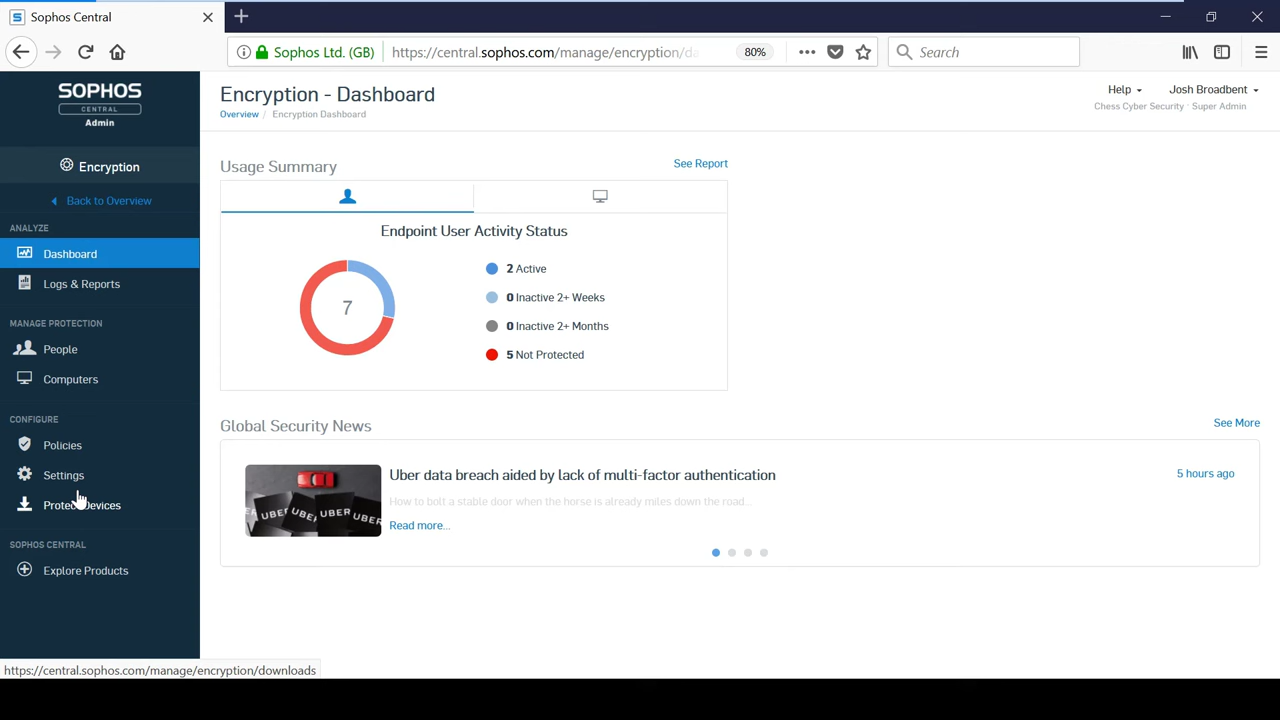 Sophos Central
Sophos Ltd. (GB)
https://central.sophos.com/manage/encryption/da
80%
Search
SOPHOS
CENTRAL
Admin
Encryption
Back to Overview
ANALYZE
Dashboard
Logs & Reports
MANAGE PROTECTION
People
Computers
CONFIGURE
Policies
Settings
Protect Devices
SOPHOS CENTRAL
Explore Products
https://central.sophos.com/manage/encryption/downloads
Encryption - Dashboard
Overview / Encryption Dashboard
Help
Josh Broadbent
Chess Cyber Security · Super Admin
Usage Summary
See Report
Endpoint User Activity Status
7
2 Active
0 Inactive 2+ Weeks
0 Inactive 2+ Months
5 Not Protected
Global Security News
See More
UBER UBER UBER UBER
Uber data breach aided by lack of multi-factor authentication
5 hours ago
How to bolt a stable door when the horse is already miles down the road...
Read more...